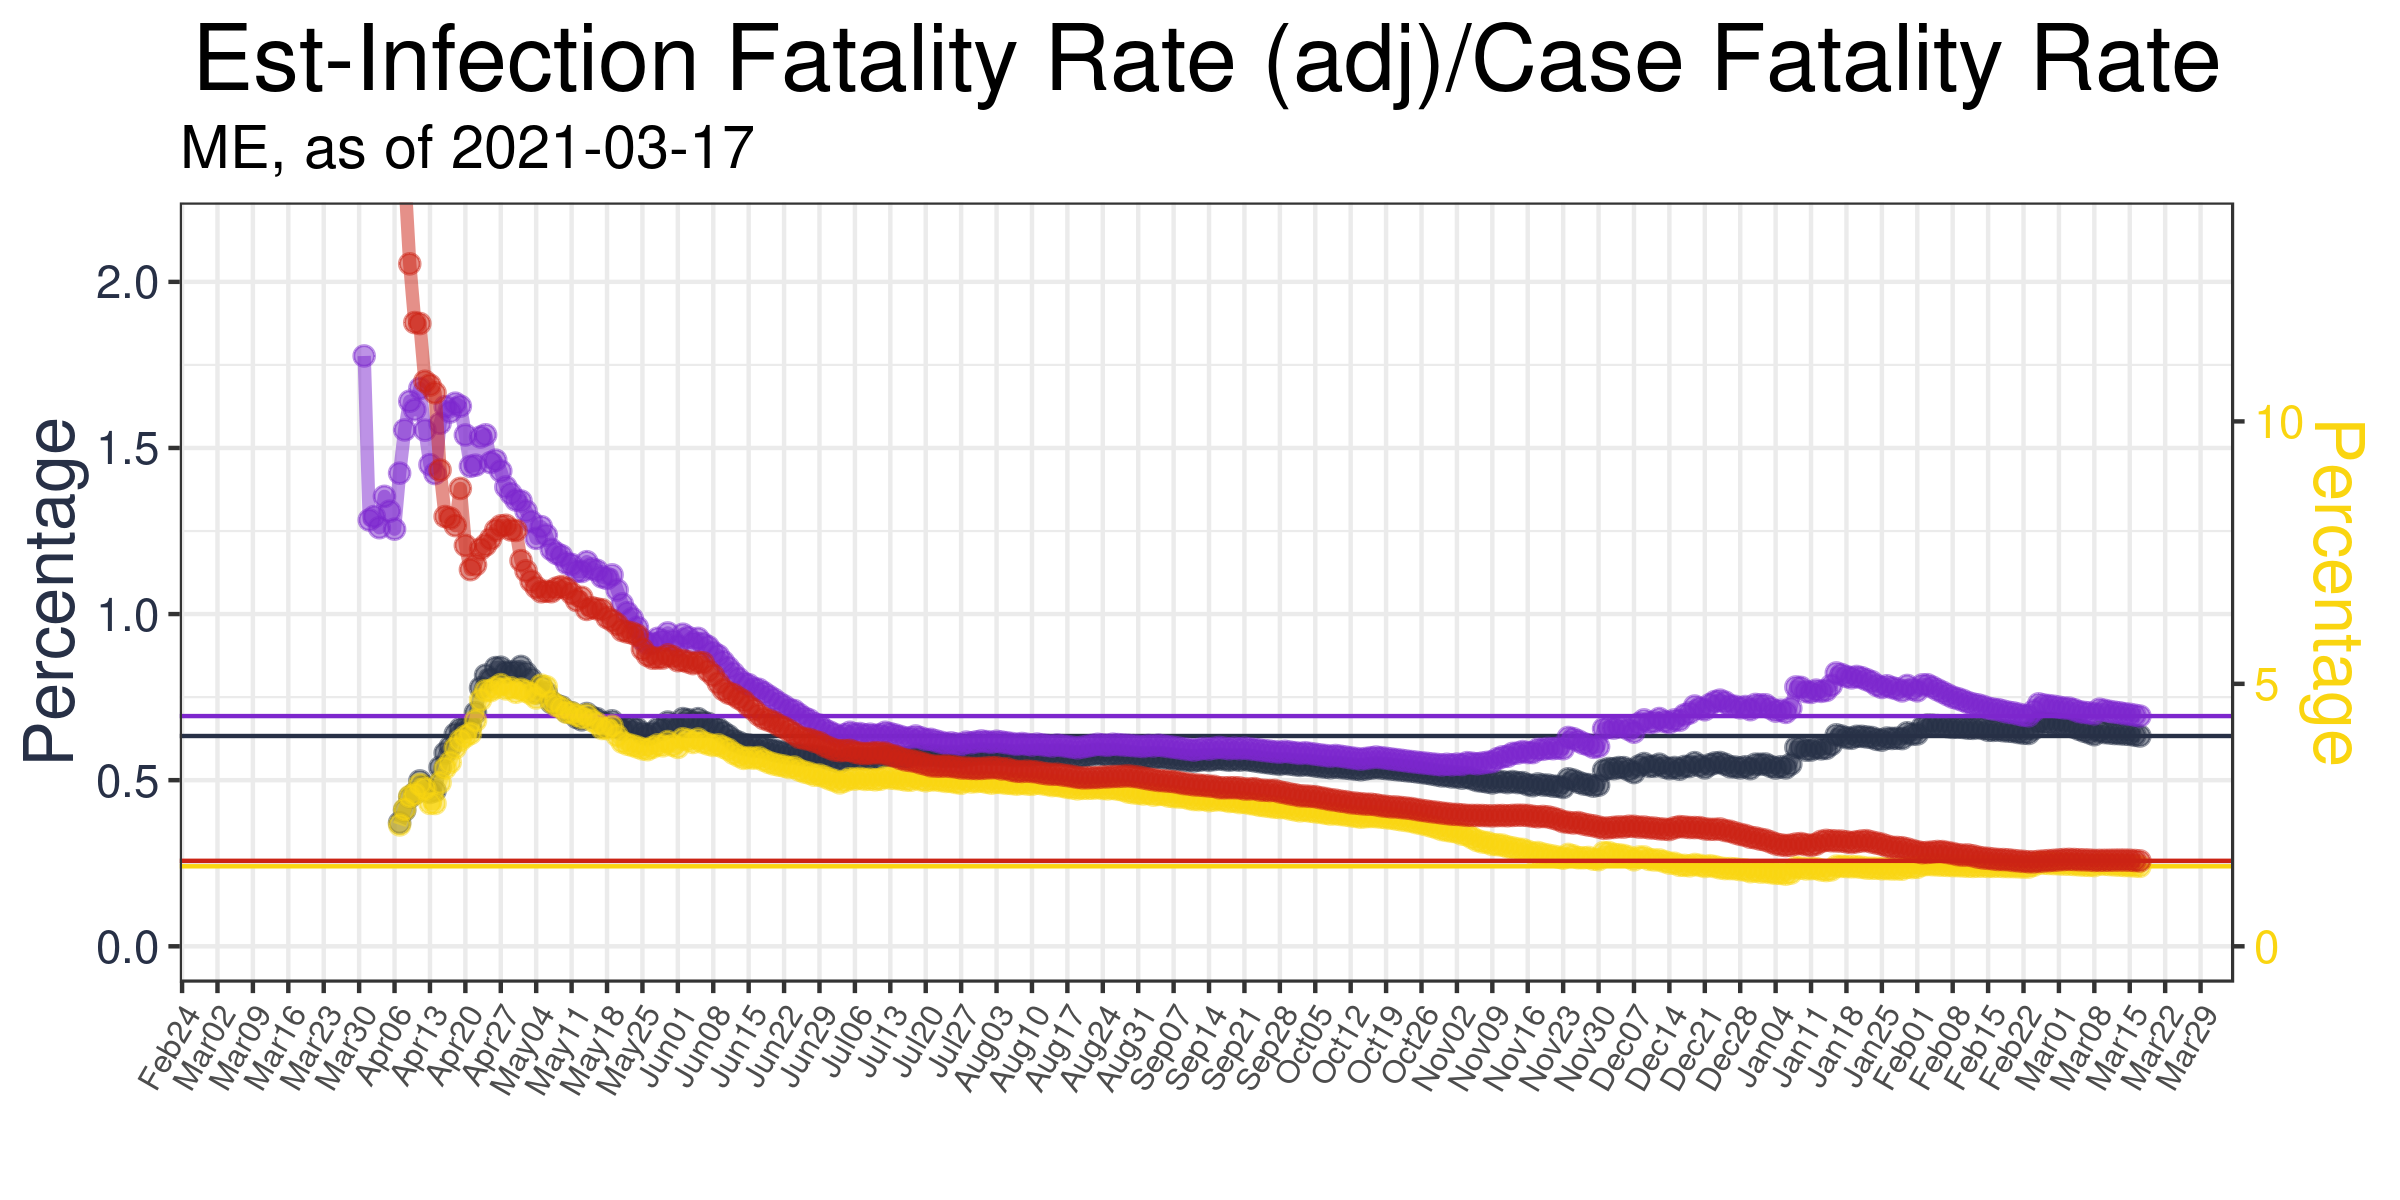 Est-Infection Fatality Rate (adj)/Case Fatality Rate
ME, as of 2021-03-17
Percentage
2.0
1.5
1.0
0.5
0.0
10
5
0
Percentage
Feb24
Mar02
Mar09
Mar16
Mar23
Mar30
Apr06
Apr13
Apr20
Apr27
May04
May11
May18
May25
Jun01
Jun08
Jun15
Jun22
Jun29
Jul06
Jul13
Jul20
Jul27
Aug03
Aug10
Aug17
Aug24
Aug31
Sep07
Sep14
Sep21
Sep28
Oct05
Oct12
Oct19
Oct26
Nov02
Nov09
Nov16
Nov23
Nov30
Dec07
Dec14
Dec21
Dec28
Jan04
Jan11
Jan18
Jan25
Feb01
Feb08
Feb15
Feb22
Mar01
Mar08
Mar15
Mar22
Mar29